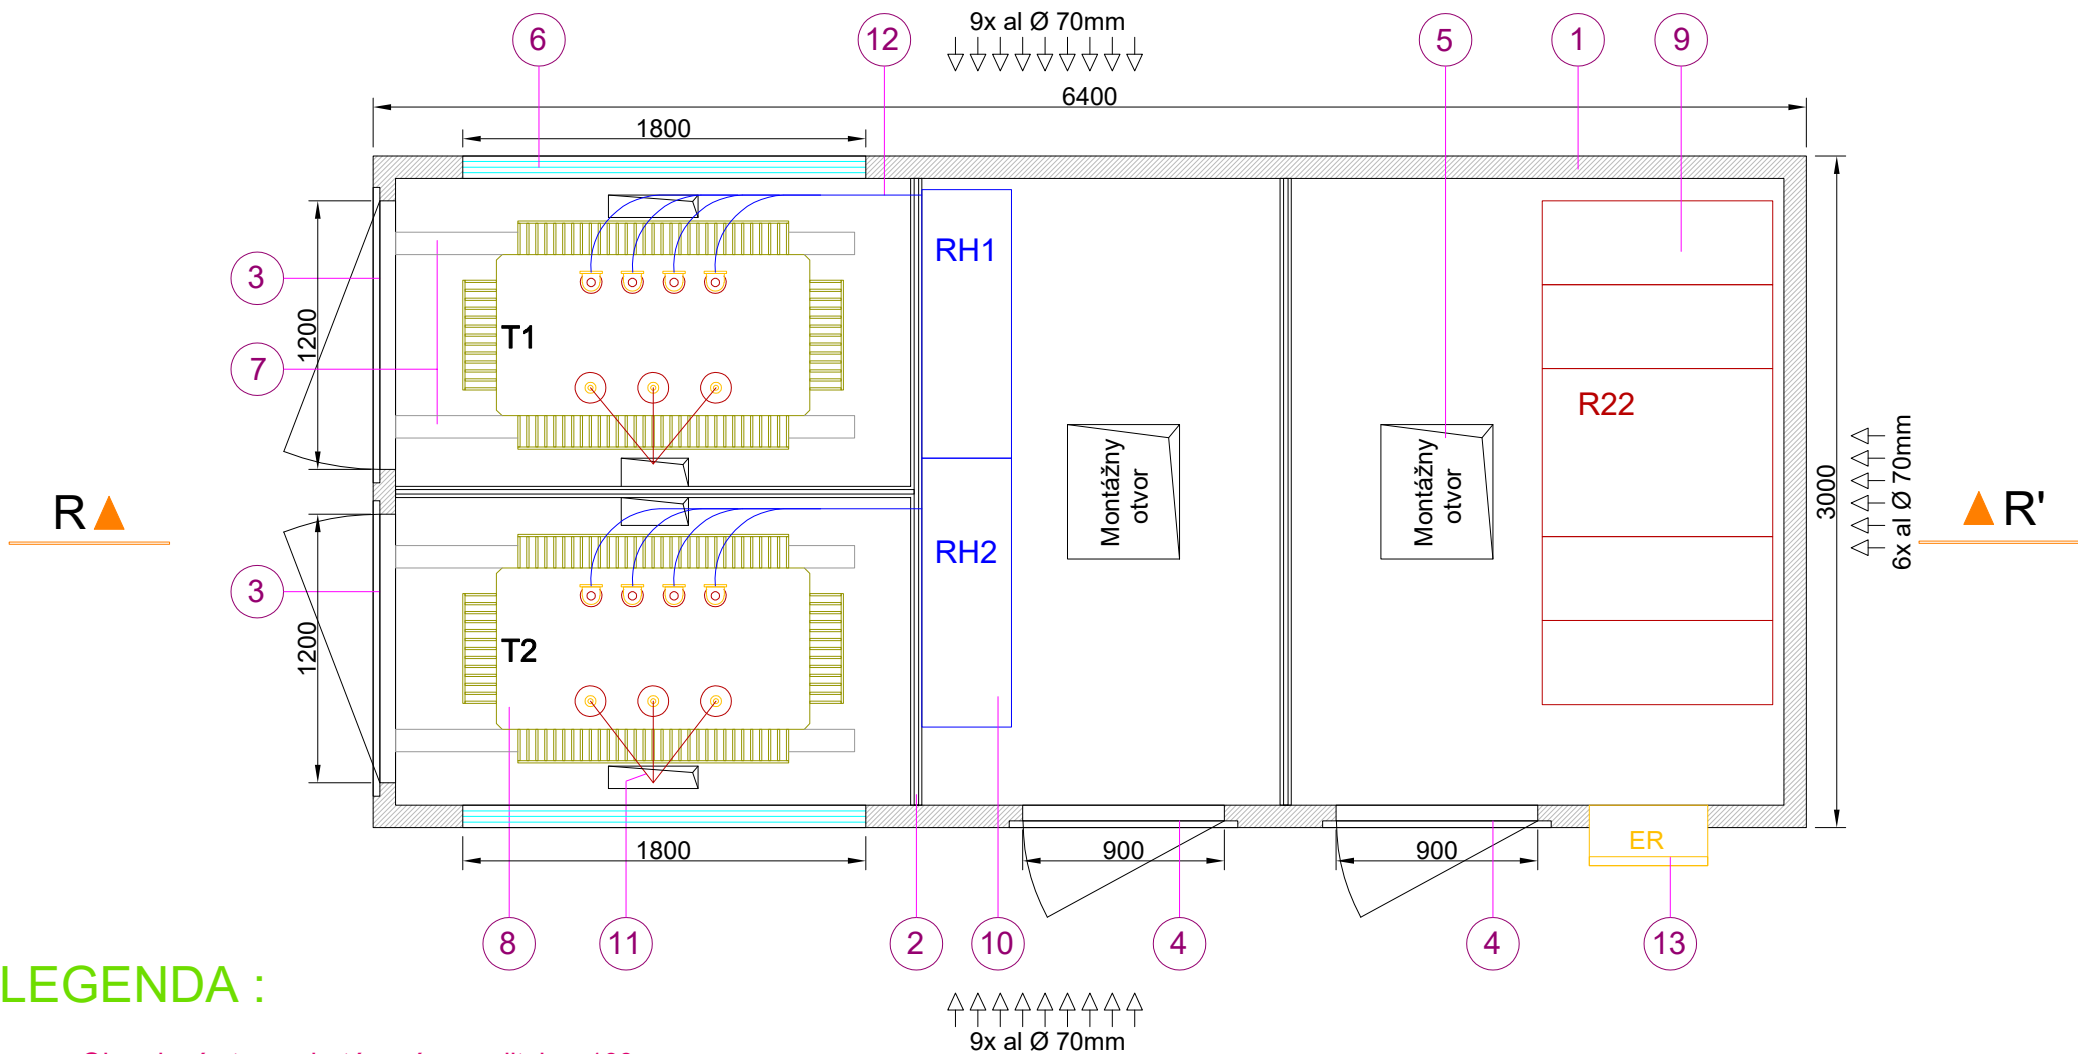 9x al Ø 70mm
6
12
5
1
9
6400
1800
3
1200
7
T1
RH1
R22
Montážny
otvor
Montážny
otvor
3000
6x al Ø 70mm
R
R'
3
1200
T2
RH2
1800
900
900
ER
8
11
2
10
4
4
13
LEGENDA :
9x al Ø 70mm